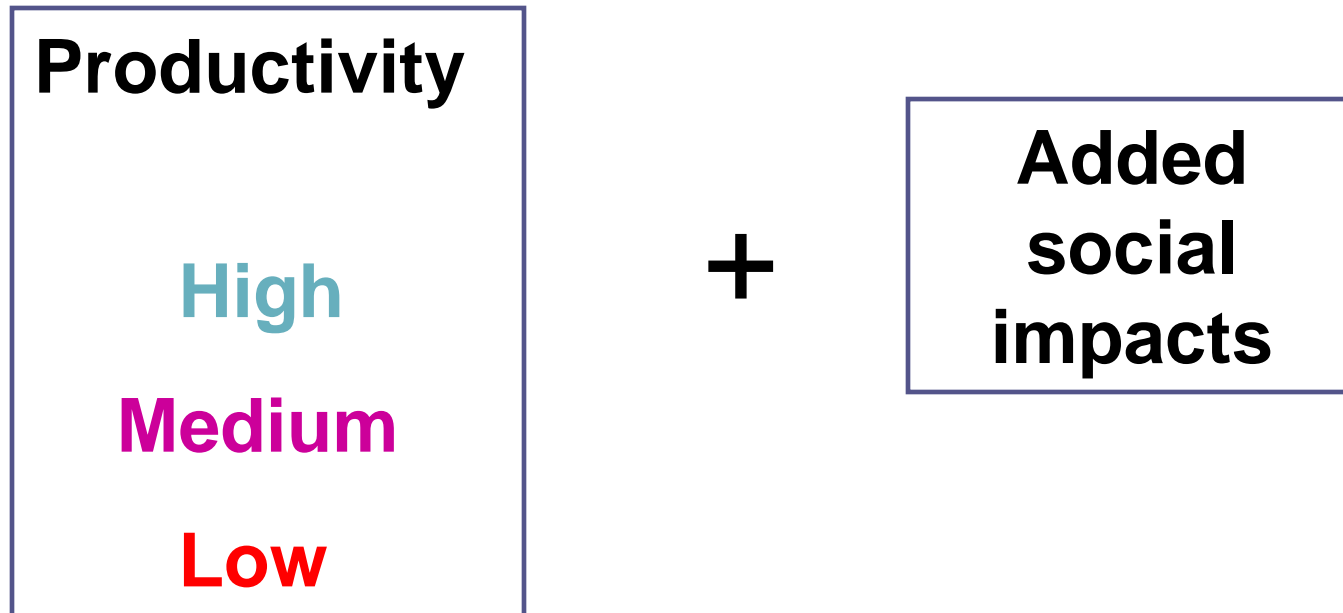 Productivity
High
Medium
Low
+
Added
social
impacts